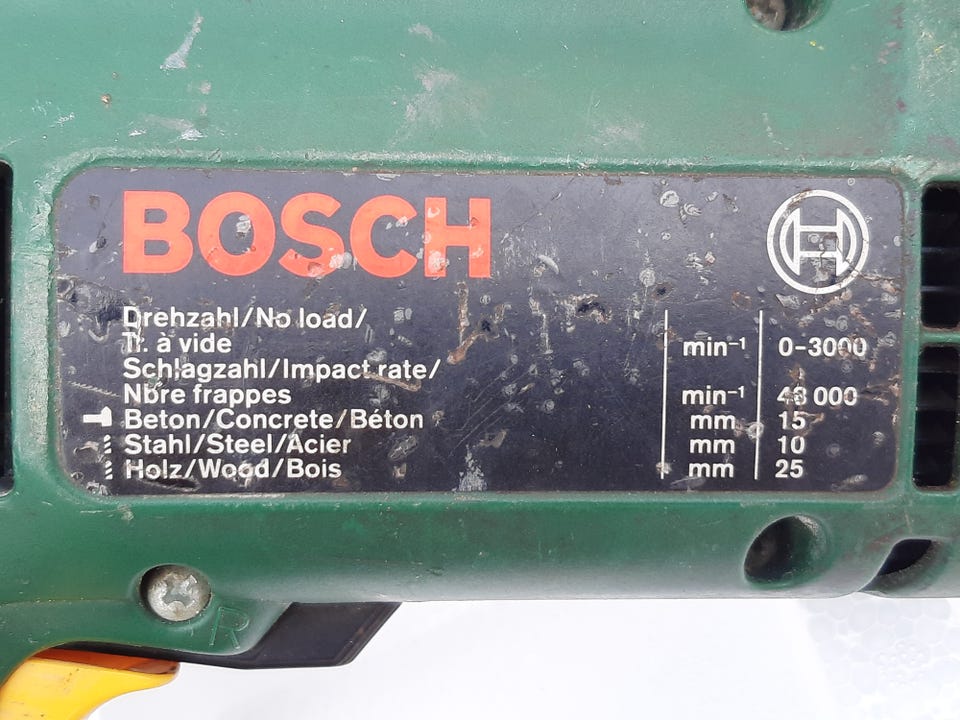 BOSCH
Drehzahl/No load/
Tr. à vide min⁻¹ 0-3000
Schlagzahl/Impact rate/
Nbre frappes min⁻¹ 48 000
Beton/Concrete/Béton mm 15
Stahl/Steel/Acier mm 10
Holz/Wood/Bois mm 25
R